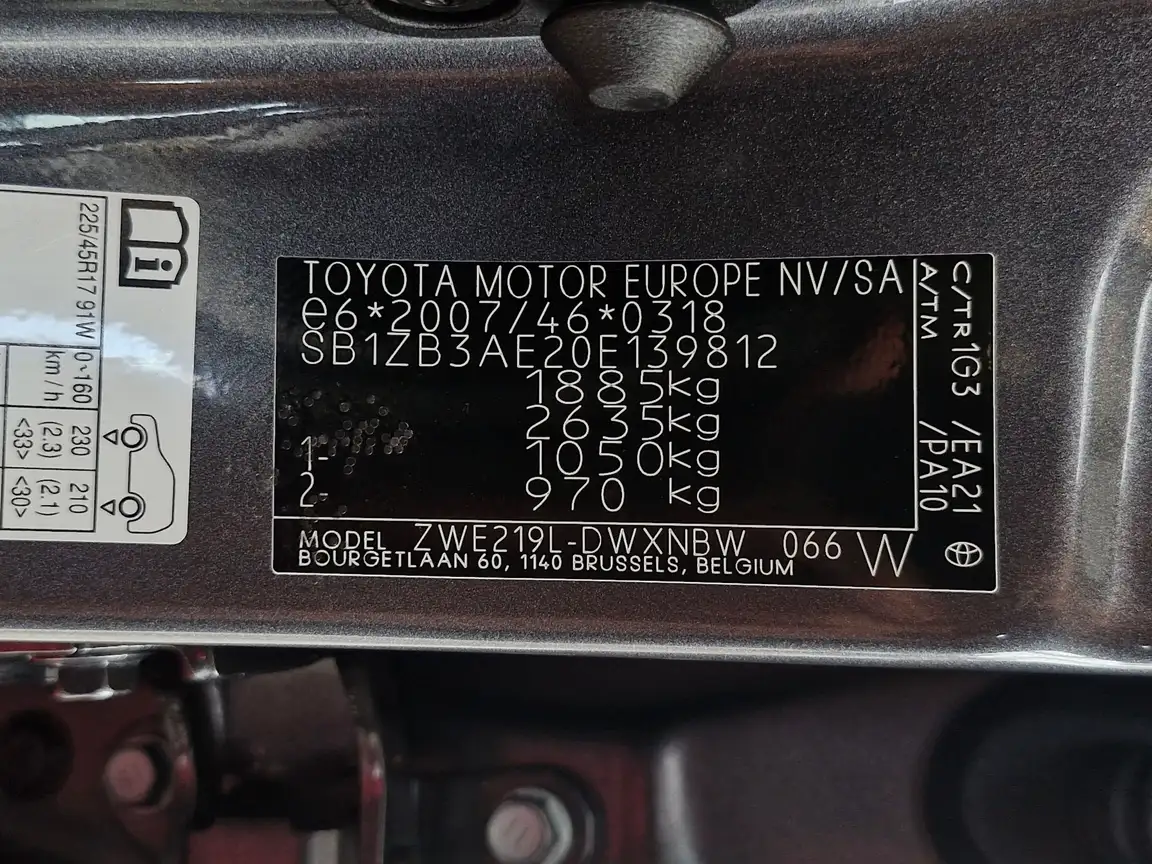 TOYOTA MOTOR EUROPE NV/SA
e6*2007/46*0318
SB1ZB3AE20E139812
1885kg
2635kg
1- 1050kg
2- 970 kg
MODEL ZWE219L-DWXNBW 066 W
BOURGETLAAN 60, 1140 BRUSSELS, BELGIUM
C/TR1G3 /EA21
A/TM /PA10
225/45R17 91W 0~160 230 210
km/h (2.3) (2.1)
<33> <30>